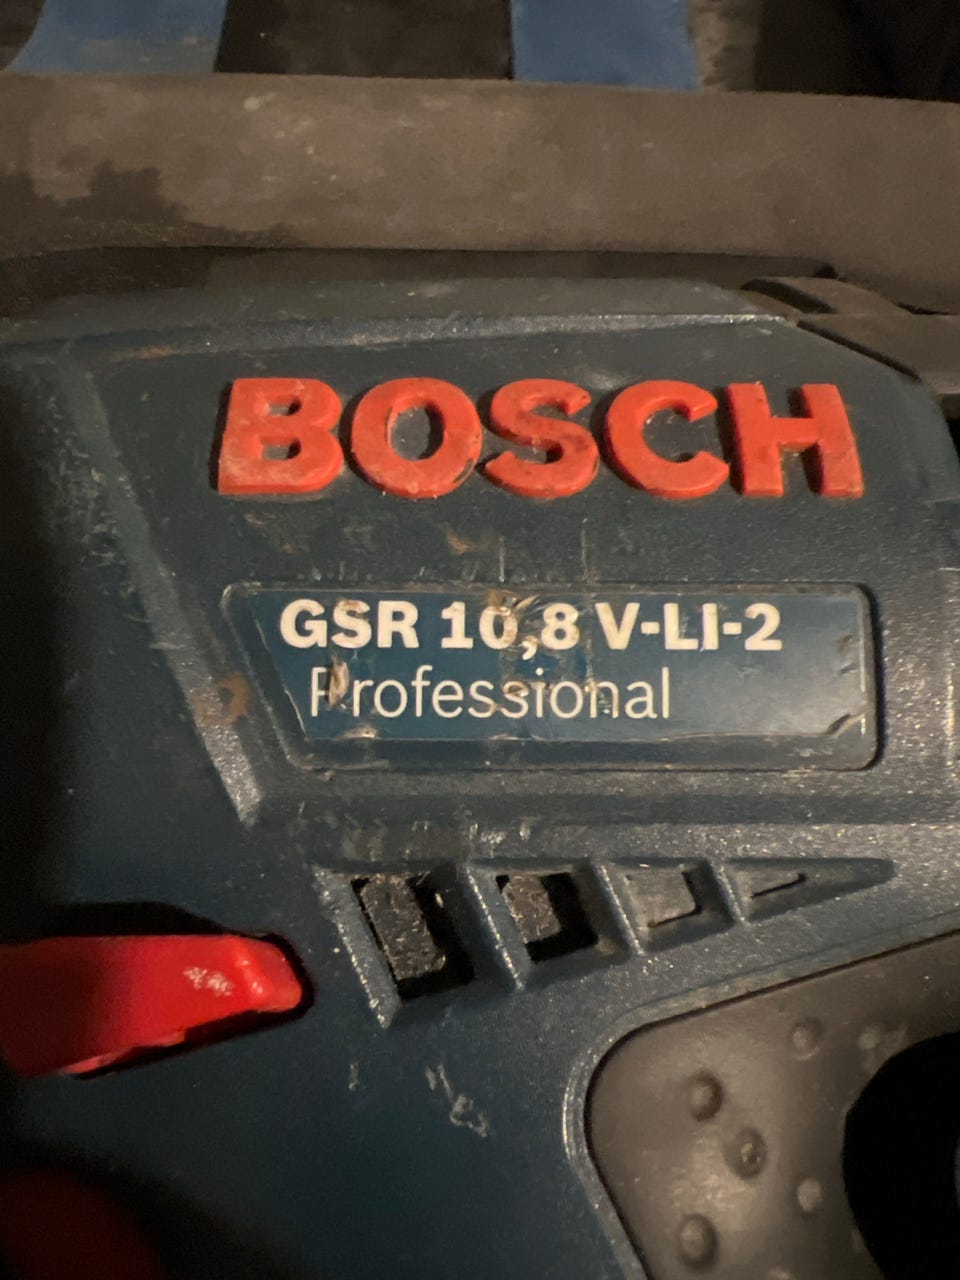 BOSCH
GSR 10,8 V-LI-2
Professional